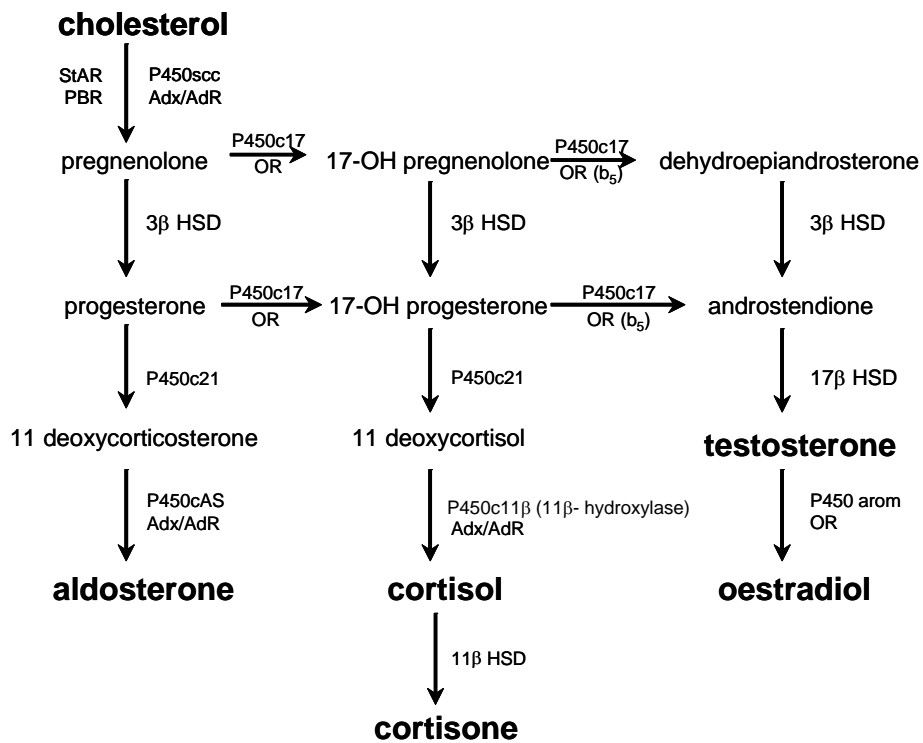 cholesterol
StAR P450scc
PBR Adx/AdR
pregnenolone P450c17 17-OH pregnenolone P450c17 dehydroepiandrosterone
OR OR (b₅)
3β HSD 3β HSD 3β HSD
progesterone P450c17 17-OH progesterone P450c17 androstendione
OR OR (b₅)
P450c21 P450c21 17β HSD
11 deoxycorticosterone 11 deoxycortisol testosterone
P450cAS P450c11β (11β- hydroxylase) P450 arom
Adx/AdR Adx/AdR OR
aldosterone cortisol oestradiol
11β HSD
cortisone